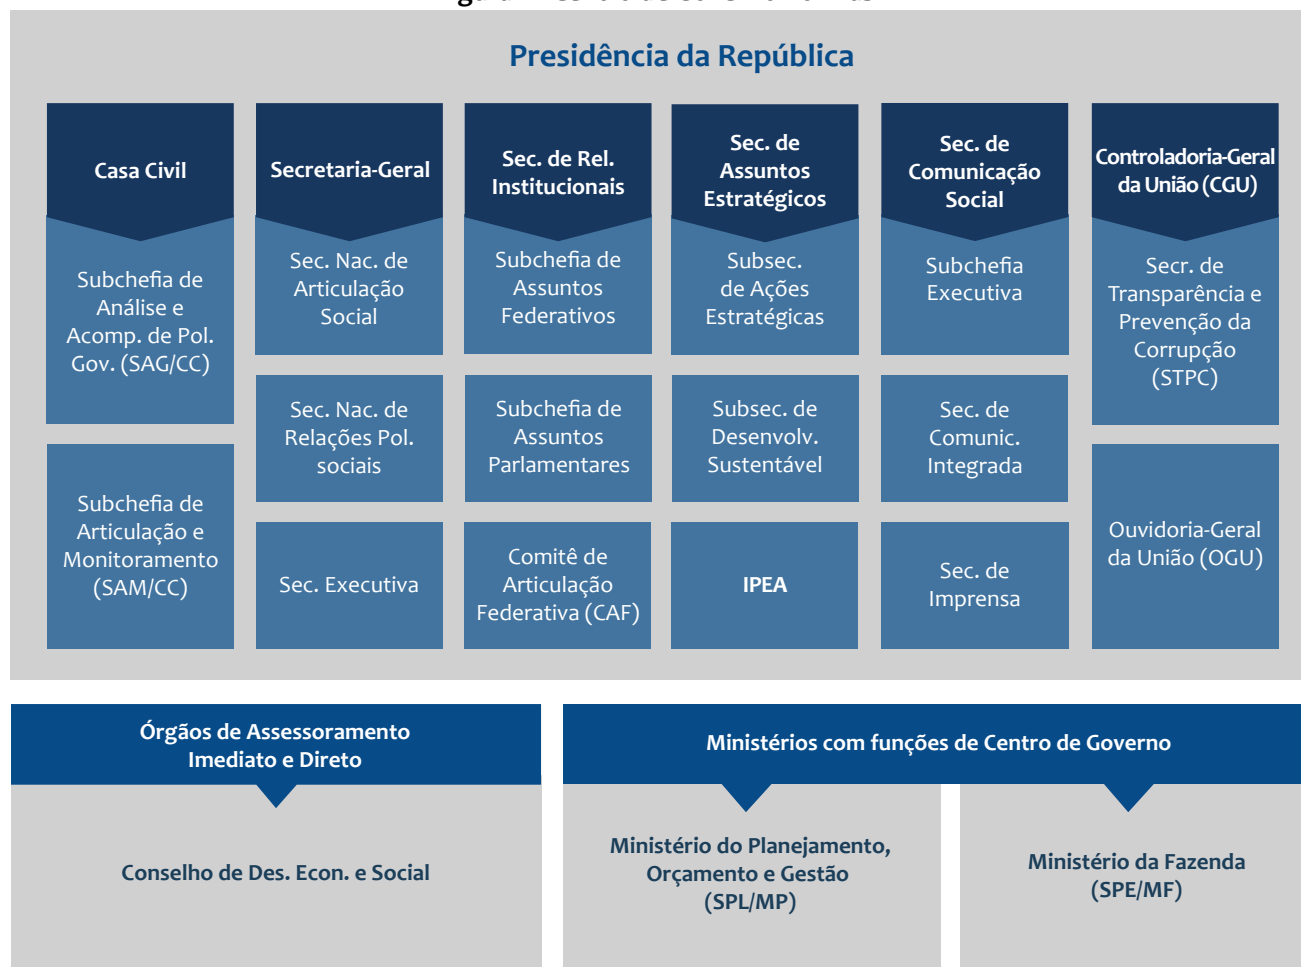 Presidência da República
Casa Civil
Subchefia de
Análise e
Acomp. de Pol.
Gov. (SAG/CC)
Subchefia de
Articulação e
Monitoramento
(SAM/CC)
Secretaria-Geral
Sec. Nac. de
Articulação
Social
Sec. Nac. de
Relações Pol.
sociais
Sec. Executiva
Sec. de Rel.
Institucionais
Subchefia de
Assuntos
Federativos
Subchefia de
Assuntos
Parlamentares
Comitê de
Articulação
Federativa (CAF)
Sec. de
Assuntos
Estratégicos
Subsec.
de Ações
Estratégicas
Subsec. de
Desenvolv.
Sustentável
IPEA
Sec. de
Comunicação
Social
Subchefia
Executiva
Sec. de
Comunic.
Integrada
Sec. de
Imprensa
Controladoria-Geral
da União (CGU)
Secr. de
Transparência e
Prevenção da
Corrupção
(STPC)
Ouvidoria-Geral
da União (OGU)
Órgãos de Assessoramento
Imediato e Direto
Conselho de Des. Econ. e Social
Ministérios com funções de Centro de Governo
Ministério do Planejamento,
Orçamento e Gestão
(SPL/MP)
Ministério da Fazenda
(SPE/MF)